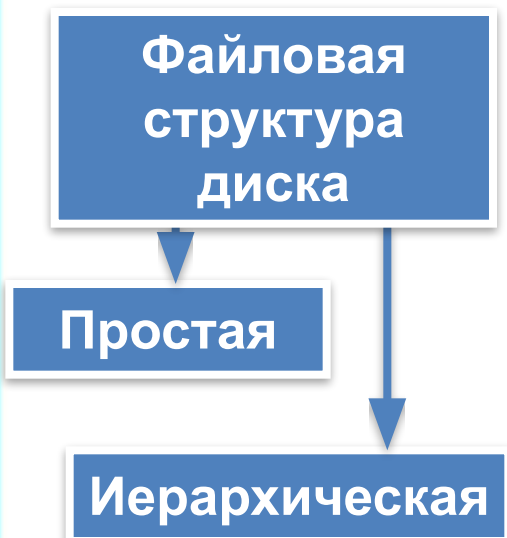 Файловая
структура
диска
Простая
Иерархическая